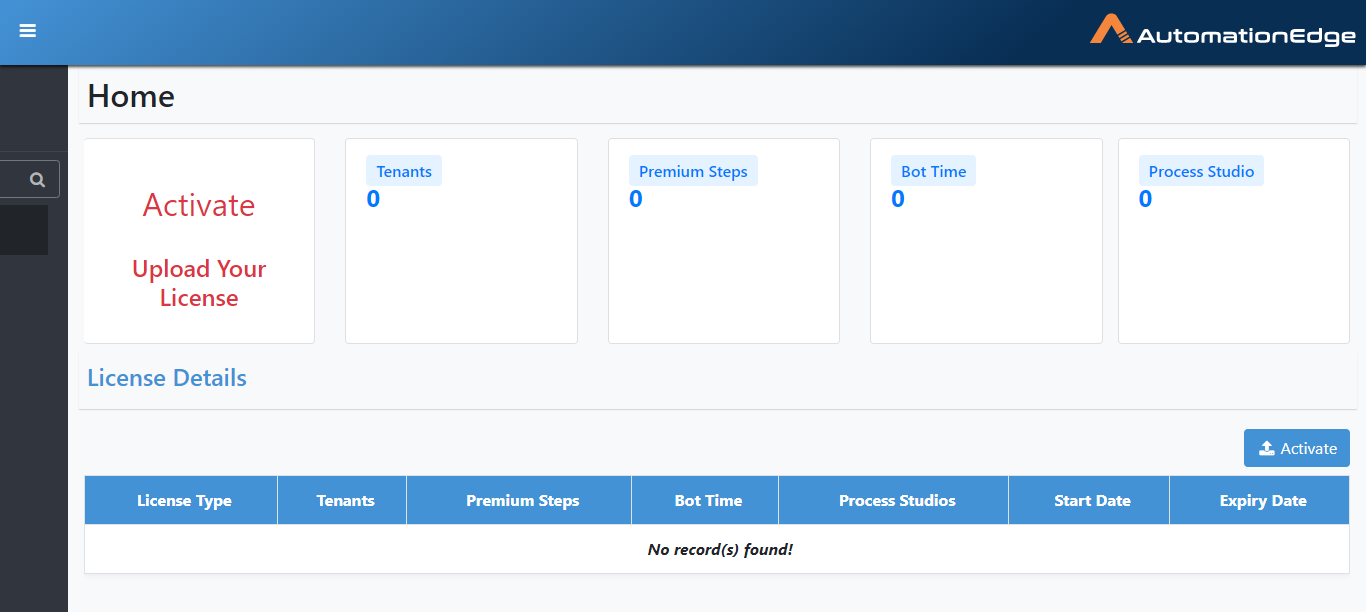 AutomationEdge
Home
Activate
Upload Your
License
Tenants
0
Premium Steps
0
Bot Time
0
Process Studio
0
License Details
Activate
License Type Tenants Premium Steps Bot Time Process Studios Start Date Expiry Date
No record(s) found!